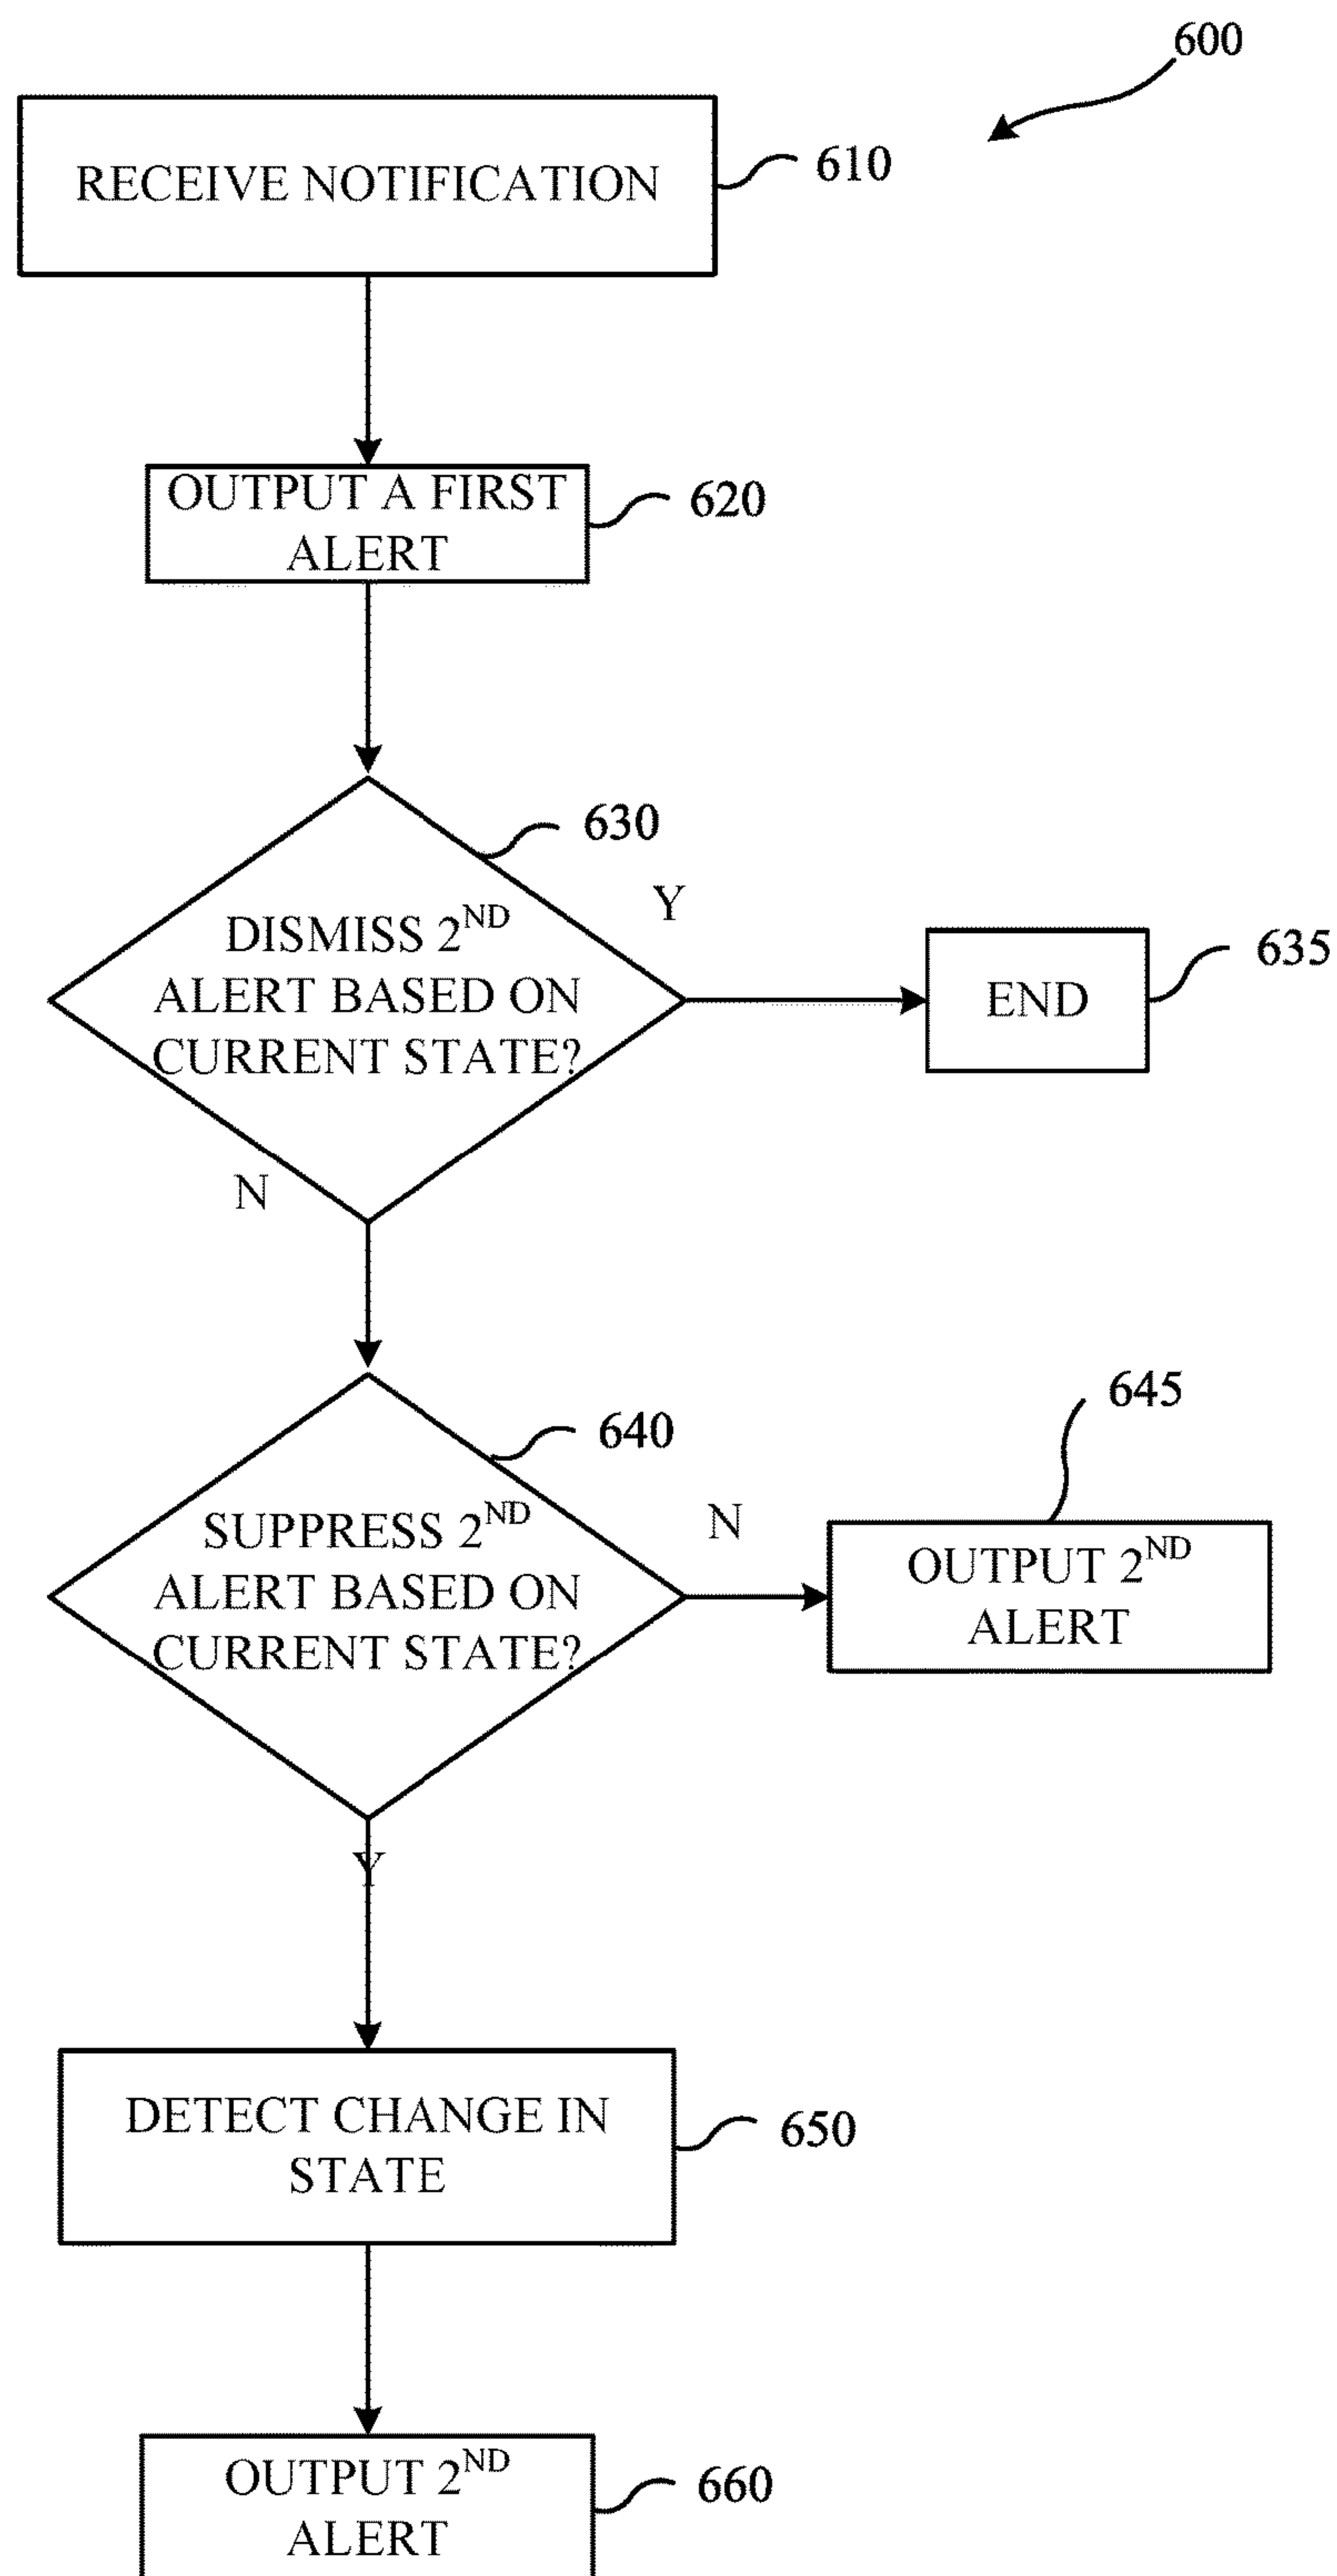 600
RECEIVE NOTIFICATION
610
OUTPUT A FIRST
ALERT
620
630
DISMISS 2ND
ALERT BASED ON
CURRENT STATE?
Y
END
635
N
640
SUPPRESS 2ND
ALERT BASED ON
CURRENT STATE?
N
645
OUTPUT 2ND
ALERT
Y
DETECT CHANGE IN
STATE
650
OUTPUT 2ND
ALERT
660